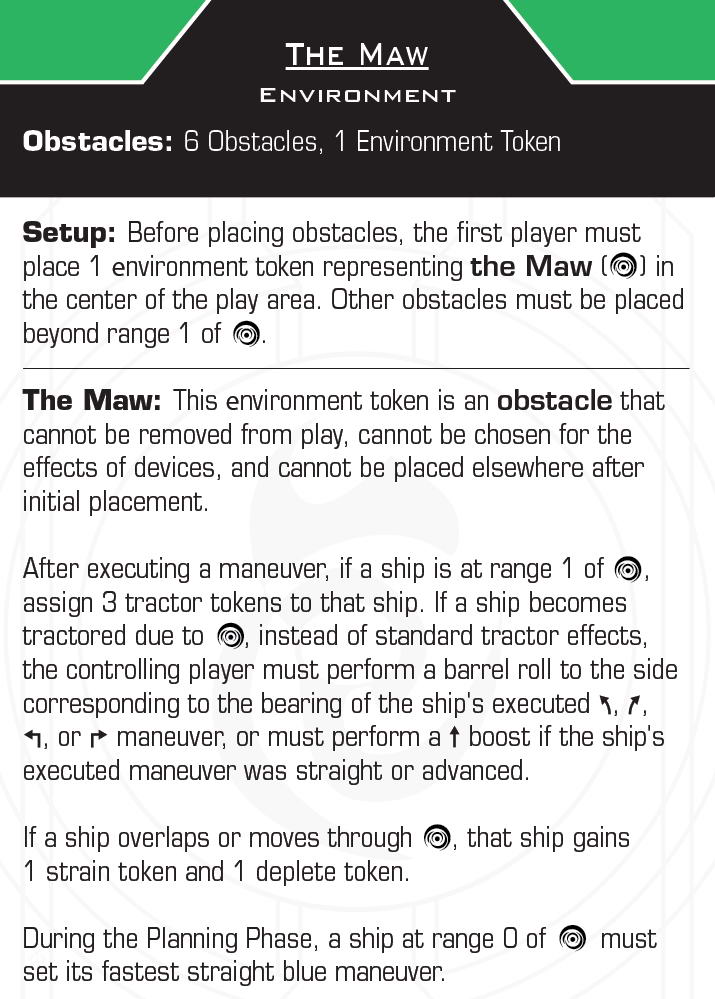 The Maw
Environment
Obstacles: 6 Obstacles, 1 Environment Token
Setup: Before placing obstacles, the first player must
place 1 environment token representing the Maw ( ) in
the center of the play area. Other obstacles must be placed
beyond range 1 of .
The Maw: This environment token is an obstacle that
cannot be removed from play, cannot be chosen for the
effects of devices, and cannot be placed elsewhere after
initial placement.
After executing a maneuver, if a ship is at range 1 of ,
assign 3 tractor tokens to that ship. If a ship becomes
tractored due to , instead of standard tractor effects,
the controlling player must perform a barrel roll to the side
corresponding to the bearing of the ship's executed ↖, ↗,
↰, or ↱ maneuver, or must perform a ↑ boost if the ship's
executed maneuver was straight or advanced.
If a ship overlaps or moves through , that ship gains
1 strain token and 1 deplete token.
During the Planning Phase, a ship at range 0 of must
set its fastest straight blue maneuver.